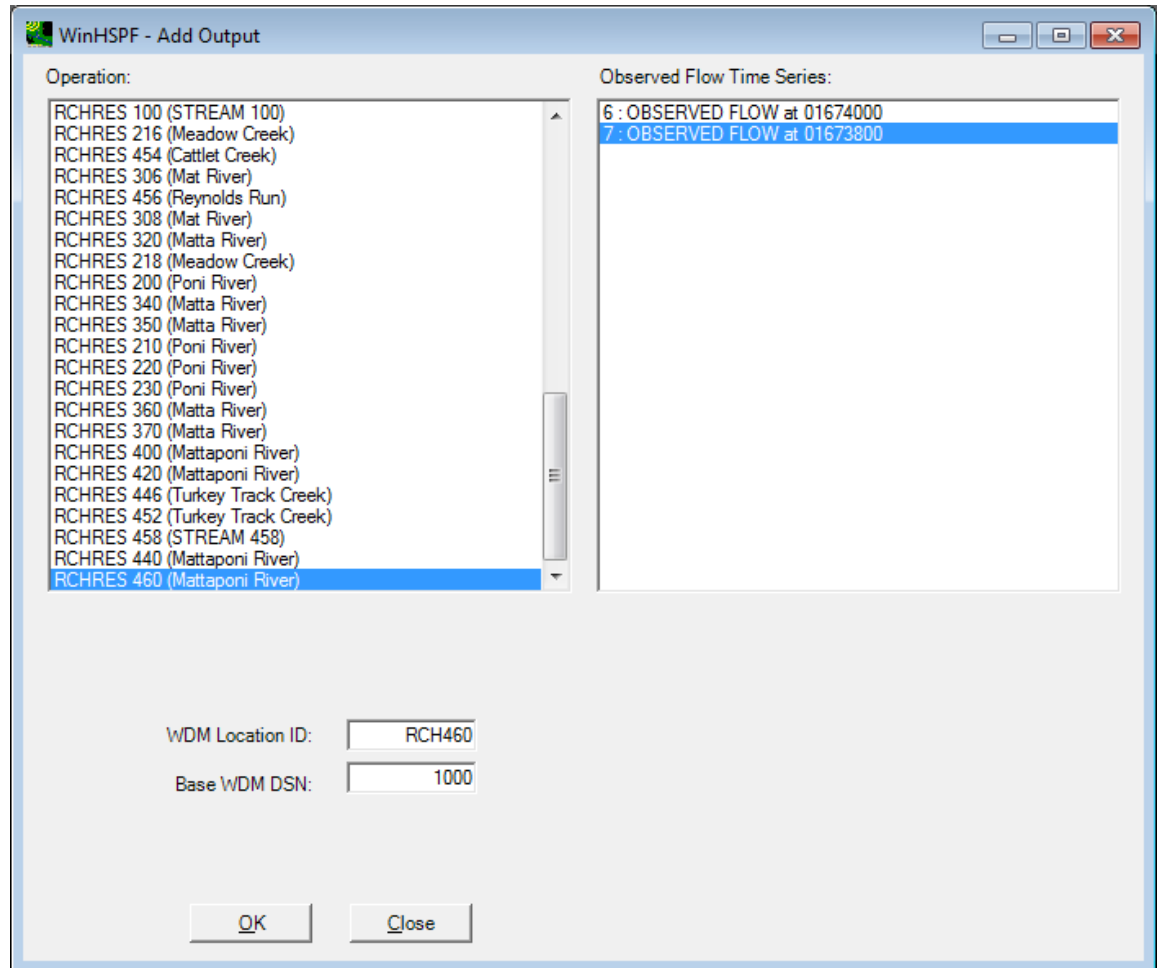 WinHSPF - Add Output
Operation:
Observed Flow Time Series:
RCHRES 100 (STREAM 100)
RCHRES 216 (Meadow Creek)
RCHRES 454 (Cattlet Creek)
RCHRES 306 (Mat River)
RCHRES 456 (Reynolds Run)
RCHRES 308 (Mat River)
RCHRES 320 (Matta River)
RCHRES 218 (Meadow Creek)
RCHRES 200 (Poni River)
RCHRES 340 (Matta River)
RCHRES 350 (Matta River)
RCHRES 210 (Poni River)
RCHRES 220 (Poni River)
RCHRES 230 (Poni River)
RCHRES 360 (Matta River)
RCHRES 370 (Matta River)
RCHRES 400 (Mattaponi River)
RCHRES 420 (Mattaponi River)
RCHRES 446 (Turkey Track Creek)
RCHRES 452 (Turkey Track Creek)
RCHRES 458 (STREAM 458)
RCHRES 440 (Mattaponi River)
RCHRES 460 (Mattaponi River)
6 : OBSERVED FLOW at 01674000
7 : OBSERVED FLOW at 01673800
WDM Location ID: RCH460
Base WDM DSN: 1000
OK Close